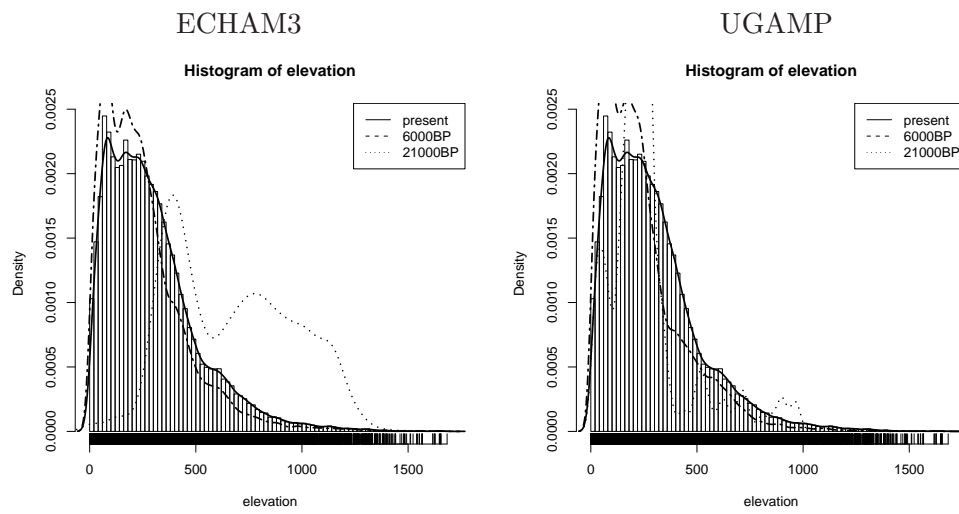 ECHAM3
Histogram of elevation
Density
0.0025
0.0020
0.0015
0.0010
0.0005
0.000
present
6000BP
21000BP
0 500 1000 1500
elevation
UGAMP
Histogram of elevation
Density
0.0025
0.0020
0.0015
0.0010
0.0005
0.000
present
6000BP
21000BP
0 500 1000 1500
elevation